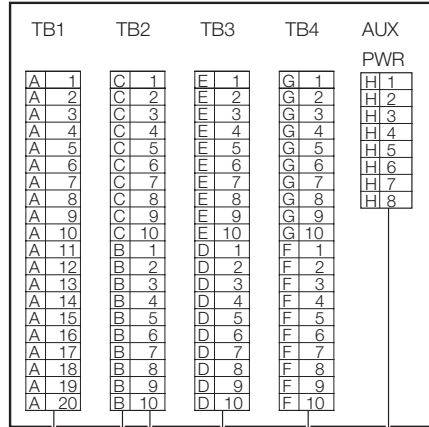 TB1 TB2 TB3 TB4 AUX
PWR
A 1 C 1 E 1 G 1 H 1
A 2 C 2 E 2 G 2 H 2
A 3 C 3 E 3 G 3 H 3
A 4 C 4 E 4 G 4 H 4
A 5 C 5 E 5 G 5 H 5
A 6 C 6 E 6 G 6 H 6
A 7 C 7 E 7 G 7 H 7
A 8 C 8 E 8 G 8 H 8
A 9 C 9 E 9 G 9
A 10 C 10 E 10 G 10
A 11 B 1 D 1 F 1
A 12 B 2 D 2 F 2
A 13 B 3 D 3 F 3
A 14 B 4 D 4 F 4
A 15 B 5 D 5 F 5
A 16 B 6 D 6 F 6
A 17 B 7 D 7 F 7
A 18 B 8 D 8 F 8
A 19 B 9 D 9 F 9
A 20 B 10 D 10 F 10